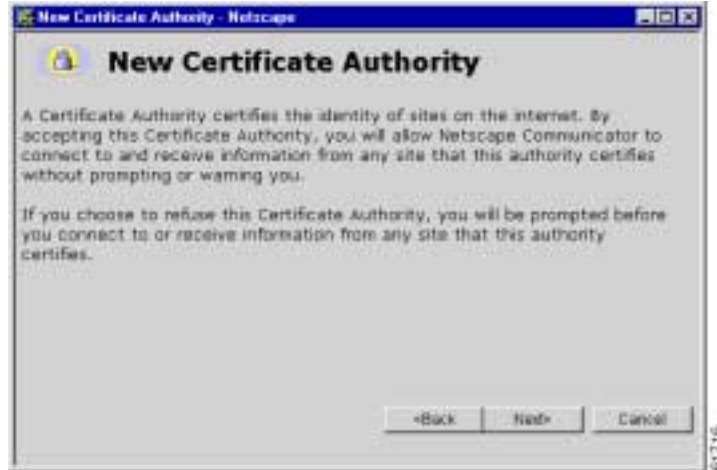 New Certificate Authority - Netscape
New Certificate Authority
A Certificate Authority certifies the identity of sites on the internet. By
accepting this Certificate Authority, you will allow Netscape Communicator to
connect to and receive information from any site that this authority certifies
without prompting or warning you.
If you choose to refuse this Certificate Authority, you will be prompted before
you connect to or receive information from any site that this authority
certifies.
<Back
Next>
Cancel